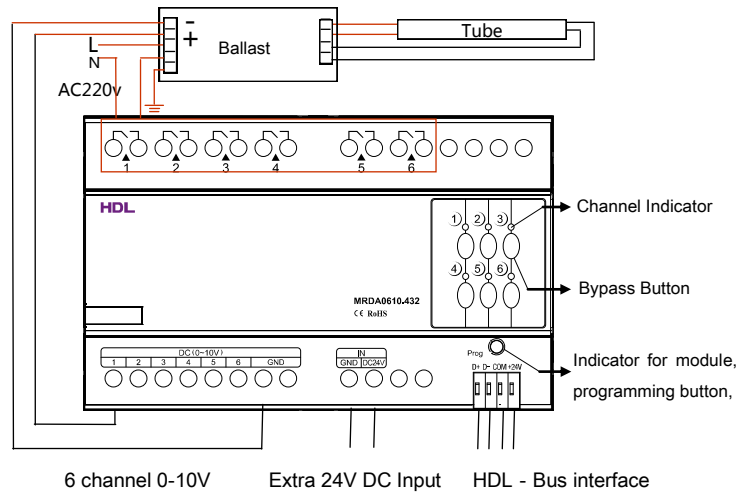 -
+
L
N
AC220v
Ballast
Tube
1 2 3 4 5 6
HDL
1 2 3
4 5 6
Channel Indicator
Bypass Button
MRDA0610.432
CE RoHS
DC (0~10V)
1 2 3 4 5 6 GND
IN
GND DC24V
Prog
D+ D- COM +24V
Indicator for module,
programming button,
6 channel 0-10V
Extra 24V DC Input
HDL - Bus interface